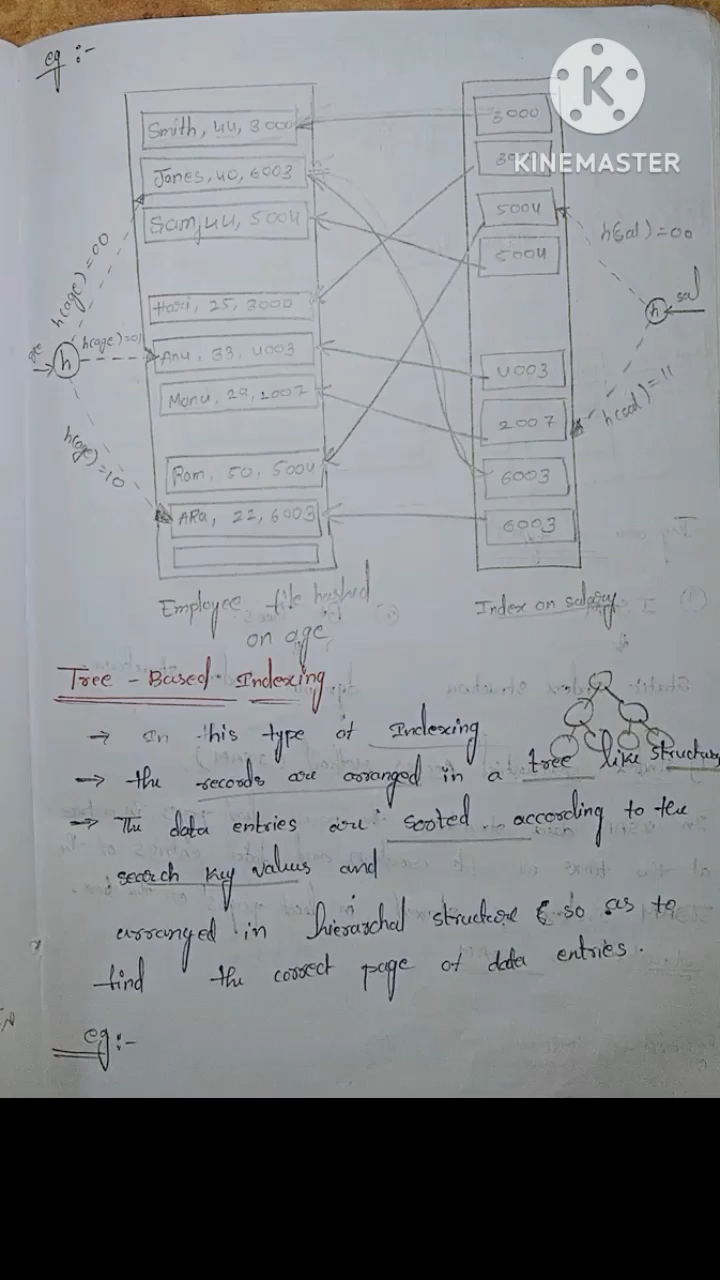 eg :-
K
KINEMASTER
Smith, 44, 3000
Jones, 40, 6003
Sam, 44, 5004
Hari, 25, 3000
Anu, 33, 4003
Manu, 29, 2007
Ram, 50, 5004
ARa, 22, 6003
h(age)=00
h(age)=01
h(age)=10
h
3000
3000
5004
5004
4003
2007
6003
6003
h(sal)=00
h
sal
h(sal)=11
Employee file hashed
on age
Index on salary
Tree-Based Indexing
→ In this type of Indexing
→ the records are arranged in a tree like structure
→ The data entries are sooted according to the
search key values and
arranged in hierarchal structure & so as to
find the correct page of data entries.
eg:-